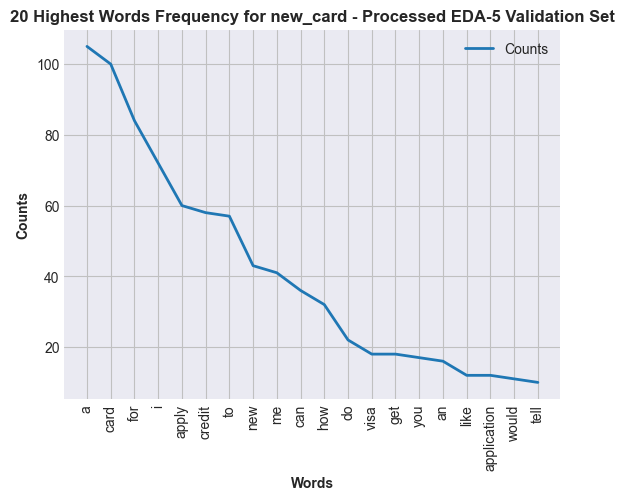 20 Highest Words Frequency for new_card - Processed EDA-5 Validation Set
Counts
100
80
60
40
20
Counts
a
card
for
i
apply
credit
to
new
me
can
how
do
visa
get
you
an
like
application
would
tell
Words